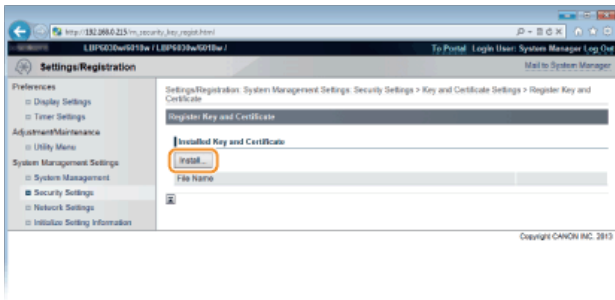 http://192.168.0.215/m_security_key_regist.html
LBP6030w/6018w / LBP6030w/6018w /
To Portal Login User: System Manager Log Out
Settings/Registration
Mail to System Manager
Preferences
Display Settings
Timer Settings
Adjustment/Maintenance
Utility Menu
System Management Settings
System Management
Security Settings
Network Settings
Initialize Setting Information
Settings/Registration: System Management Settings: Security Settings > Key and Certificate Settings > Register Key and
Certificate
Register Key and Certificate
Installed Key and Certificate
Install...
File Name
Copyright CANON INC. 2013